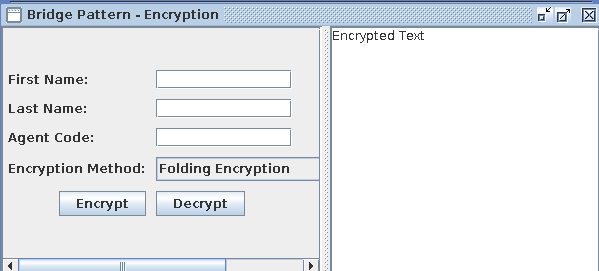 Bridge Pattern - Encryption
Encrypted Text
First Name:
Last Name:
Agent Code:
Encryption Method: Folding Encryption
Encrypt Decrypt